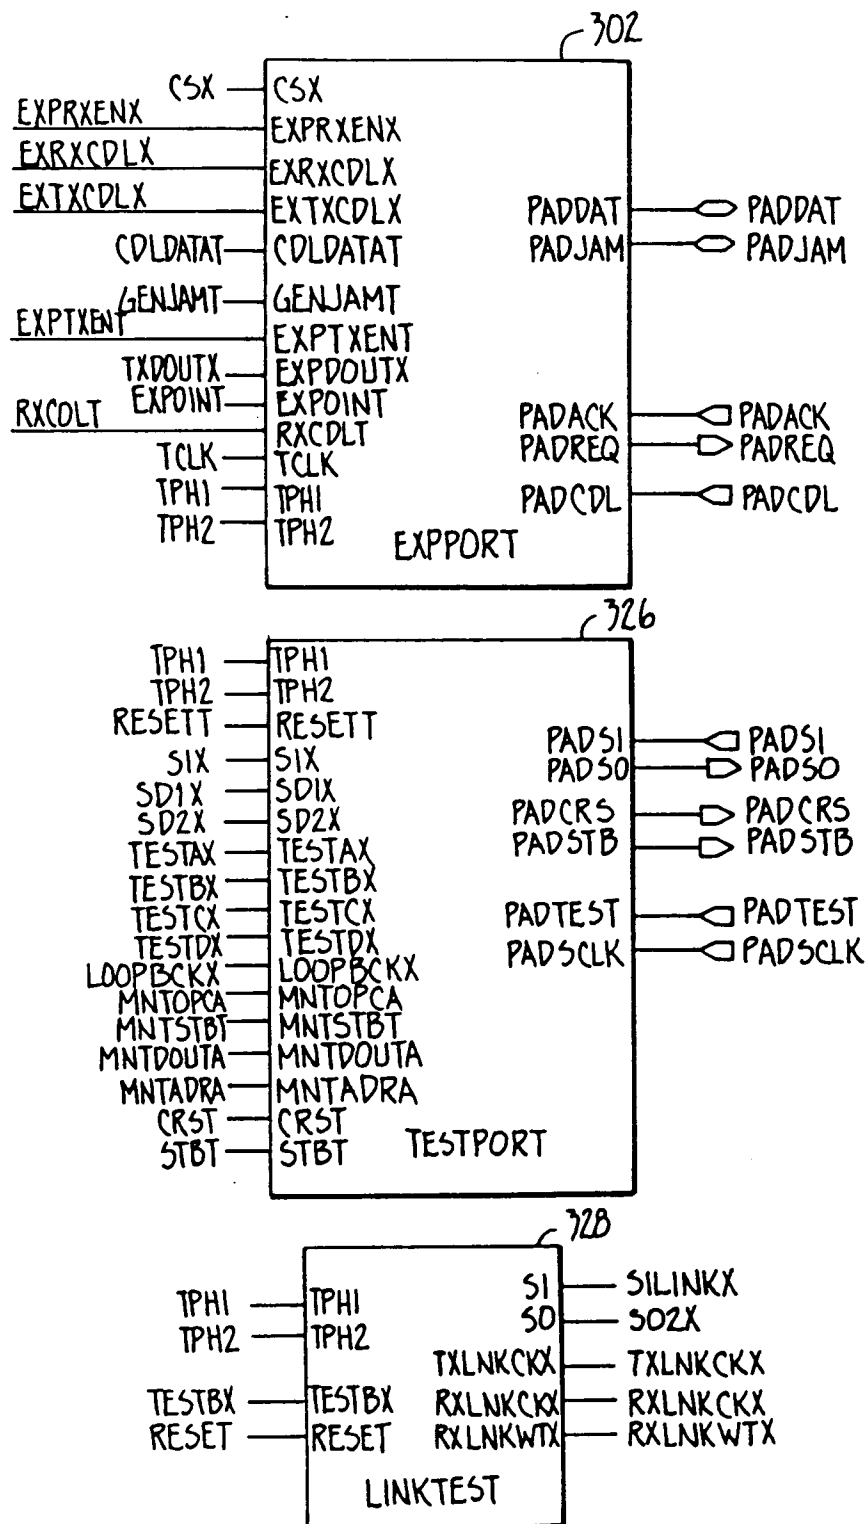 302
CSX CSX
EXPRXENX EXPRXENX
EXRXCDLX EXRXCDLX
EXTXCDLX EXTXCDLX PADDAT PADDAT
CDLDATAT CDLDATAT PADJAM PADJAM
GENJAMT GENJAMT
EXPTXENT EXPTXENT
TXDOUTX EXPDOUTX
EXPOINT EXPOINT PADACK PADACK
RXCOLT RXCDLT PADREQ PADREQ
TCLK TCLK
TPH1 TPH1 PADCDL PADCDL
TPH2 TPH2
EXPPORT
326
TPH1 TPH1
TPH2 TPH2
RESETT RESETT
SIX SIX PADSI PADSI
PADSO PADSO
SD1X SD1X
SD2X SD2X PADCRS PADCRS
TESTAX TESTAX PADSTB PADSTB
TESTBX TESTBX
TESTCX TESTCX PADTEST PADTEST
TESTDX TESTDX PADSCLK PADSCLK
LOOPBCKX LOOPBCKX
MNTOPCA MNTOPCA
MNTSTBT MNTSTBT
MNTDOUTA MNTDOUTA
MNTADRA MNTADRA
CRST CRST
STBT STBT
TESTPORT
328
SI SILINKX
TPH1 TPH1
SO SO2X
TPH2 TPH2
TXLNKCKX TXLNKCKX
TESTBX TESTBX RXLNKCKX RXLNKCKX
RESET RESET RXLNKWTX RXLNKWTX
LINKTEST